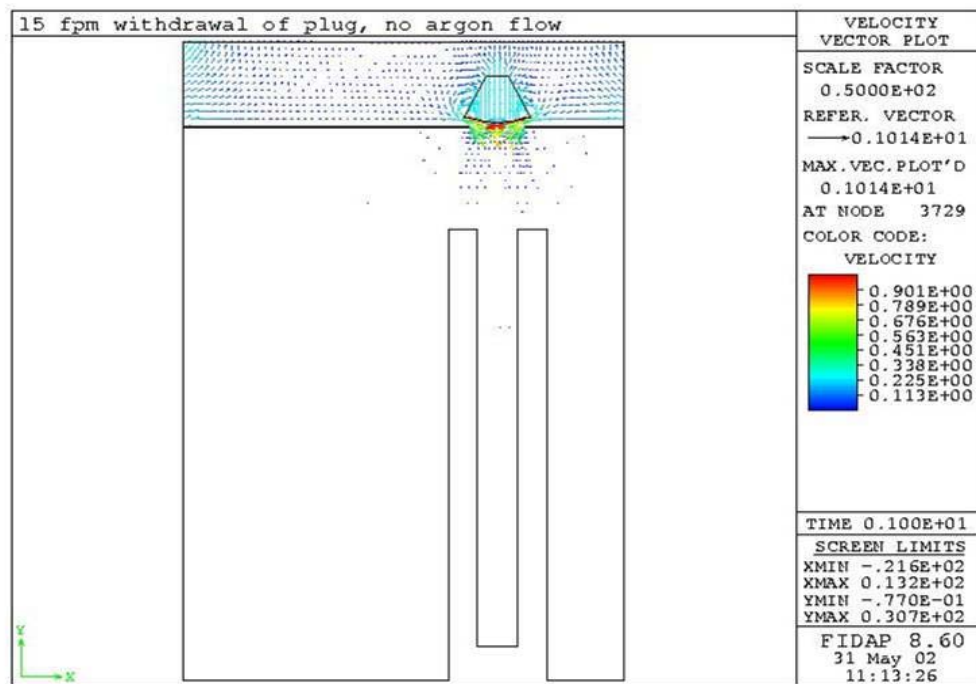 15 fpm withdrawal of plug, no argon flow
VELOCITY
VECTOR PLOT
SCALE FACTOR
0.5000E+02
REFER. VECTOR
0.1014E+01
MAX.VEC.PLOT'D
0.1014E+01
AT NODE 3729
COLOR CODE:
VELOCITY
0.901E+00
0.789E+00
0.676E+00
0.563E+00
0.451E+00
0.338E+00
0.225E+00
0.113E+00
TIME 0.100E+01
SCREEN LIMITS
XMIN -.216E+02
XMAX 0.132E+02
YMIN -.770E-01
YMAX 0.307E+02
FIDAP 8.60
31 May 02
11:13:26
Y
X